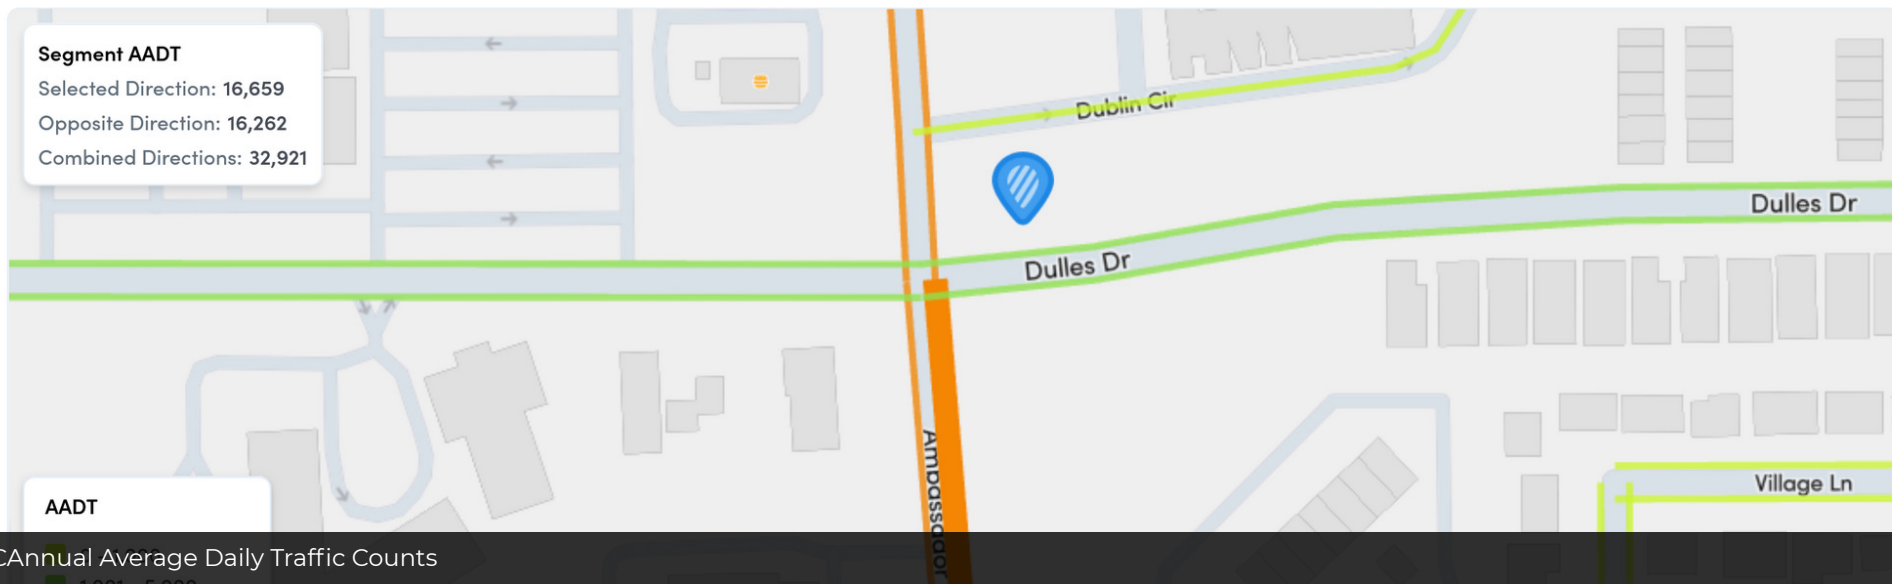 Segment AADT
Selected Direction: 16,659
Opposite Direction: 16,262
Combined Directions: 32,921
Dublin Cir
Dulles Dr
Dulles Dr
Ambassador
Village Ln
AADT
Annual Average Daily Traffic Counts